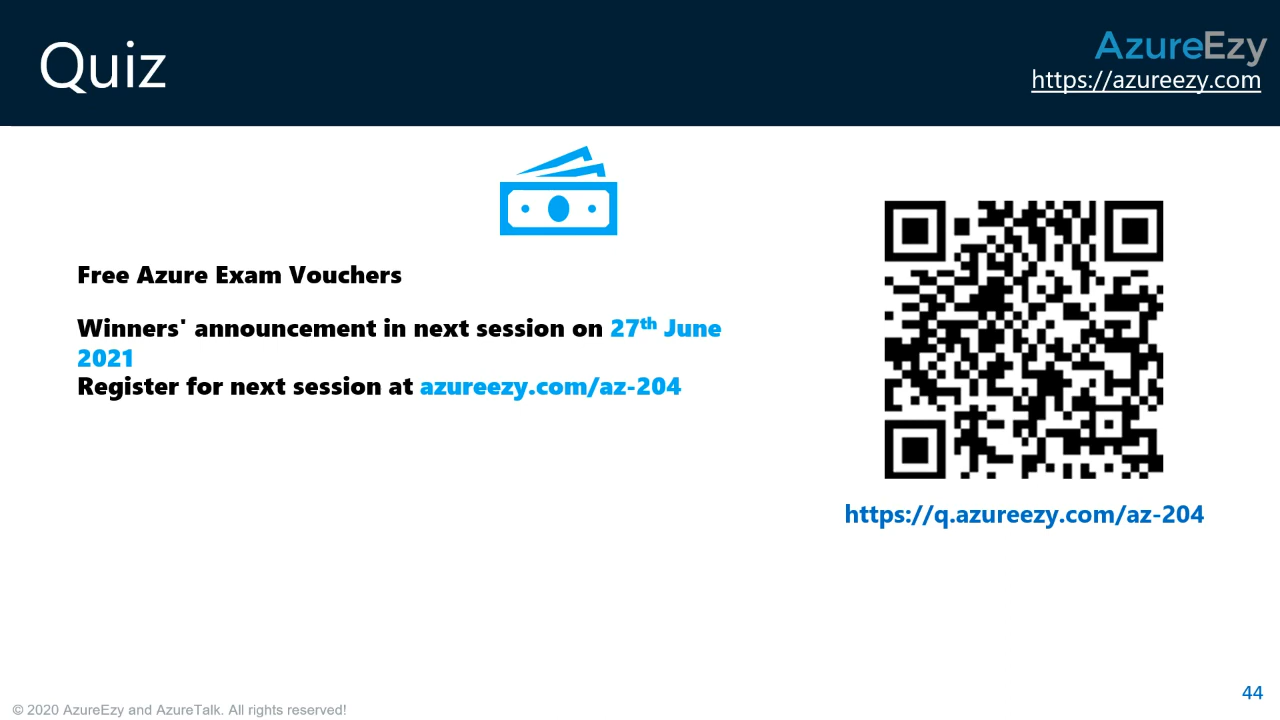 Quiz
AzureEzy
https://azureezy.com
Free Azure Exam Vouchers
Winners' announcement in next session on 27th June
2021
Register for next session at azureezy.com/az-204
https://q.azureezy.com/az-204
44
© 2020 AzureEzy and AzureTalk. All rights reserved!